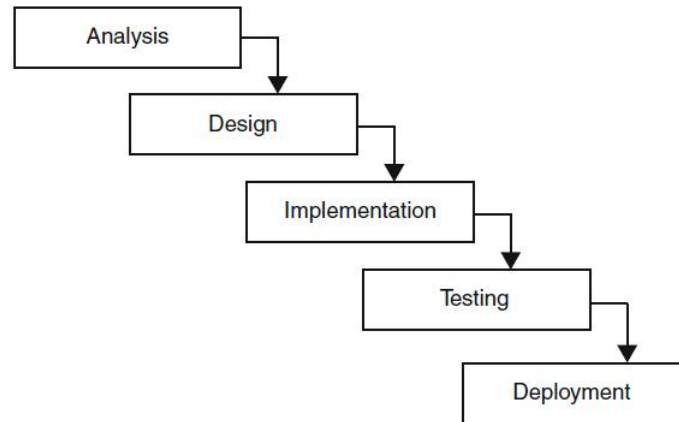 Analysis
Design
Implementation
Testing
Deployment